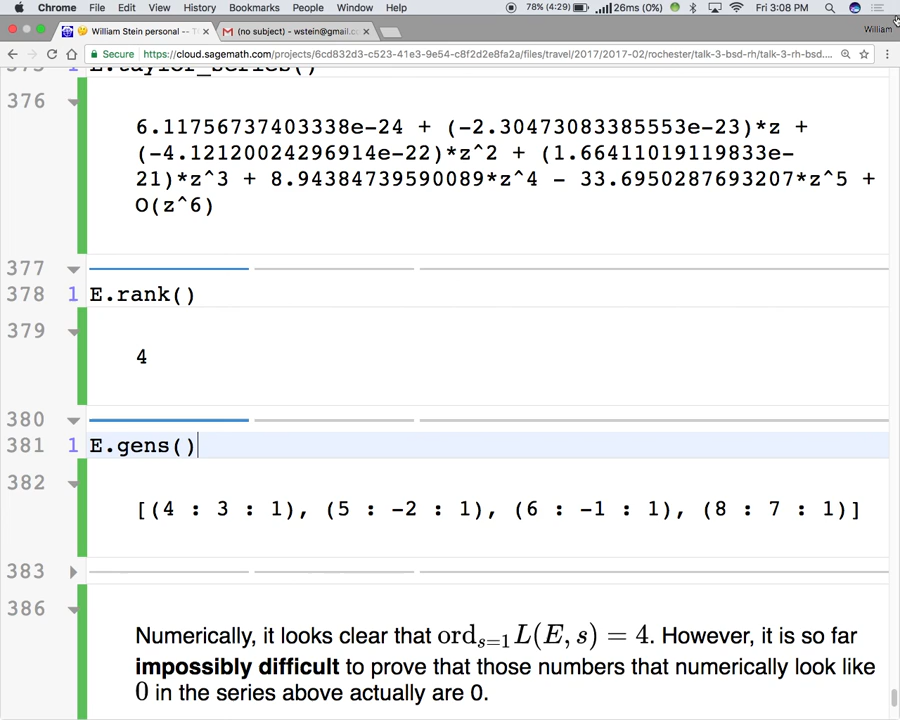 Chrome File Edit View History Bookmarks People Window Help 78% (4:29) 26ms (0%) Fri 3:08 PM
William Stein personal -- T (no subject) - wstein@gmail.co William
Secure https://cloud.sagemath.com/projects/6cd832d3-c523-41e3-9e54-c8f2d2e8fa2a/files/travel/2017/2017-02/rochester/talk-3-bsd-rh/talk-3-rh-bsd....
375 1 E.taylor_series()
376
6.11756737403338e-24 + (-2.30473083385553e-23)*z +
(-4.12120024296914e-22)*z^2 + (1.66411019119833e-
21)*z^3 + 8.94384739590089*z^4 - 33.6950287693207*z^5 +
O(z^6)
377
378 1 E.rank()
379
4
380
381 1 E.gens()
382
[(4 : 3 : 1), (5 : -2 : 1), (6 : -1 : 1), (8 : 7 : 1)]
383
386
Numerically, it looks clear that ord_{s=1} L(E, s) = 4. However, it is so far
impossibly difficult to prove that those numbers that numerically look like
0 in the series above actually are 0.